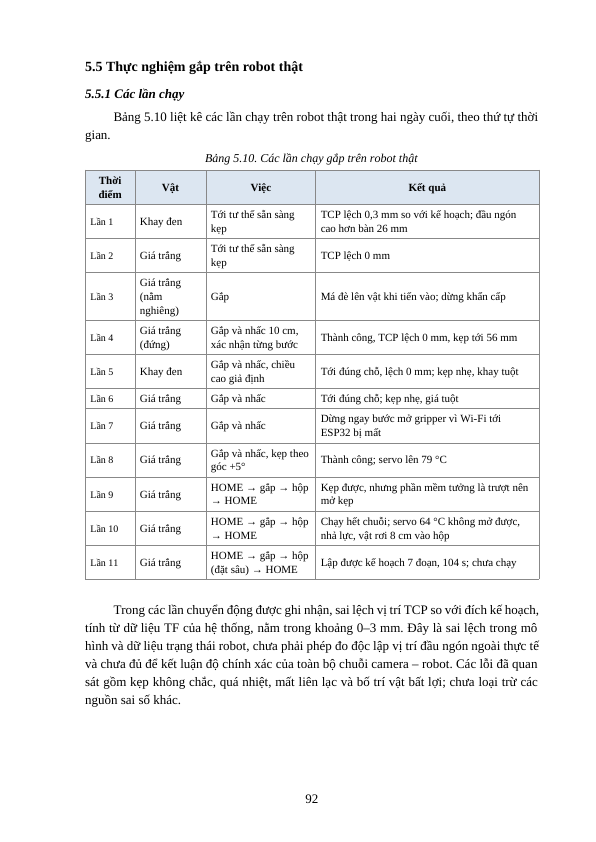 5.5 Thực nghiệm gắp trên robot thật
5.5.1 Các lần chạy
Bảng 5.10 liệt kê các lần chạy trên robot thật trong hai ngày cuối, theo thứ tự thời
gian.
Bảng 5.10. Các lần chạy gắp trên robot thật
Thời
điểm
Vật
Việc
Kết quả
Lần 1
Khay đen
Tới tư thế sẵn sàng
kẹp
TCP lệch 0,3 mm so với kế hoạch; đầu ngón
cao hơn bàn 26 mm
Lần 2
Giá trắng
Tới tư thế sẵn sàng
kẹp
TCP lệch 0 mm
Lần 3
Giá trắng
(nằm
nghiêng)
Gắp
Má đè lên vật khi tiến vào; dừng khẩn cấp
Lần 4
Giá trắng
(đứng)
Gắp và nhấc 10 cm,
xác nhận từng bước
Thành công, TCP lệch 0 mm, kẹp tới 56 mm
Lần 5
Khay đen
Gắp và nhấc, chiều
cao giả định
Tới đúng chỗ, lệch 0 mm; kẹp nhẹ, khay tuột
Lần 6
Giá trắng
Gắp và nhấc
Tới đúng chỗ; kẹp nhẹ, giá tuột
Lần 7
Giá trắng
Gắp và nhấc
Dừng ngay bước mở gripper vì Wi-Fi tới
ESP32 bị mất
Lần 8
Giá trắng
Gắp và nhấc, kẹp theo
góc +5°
Thành công; servo lên 79 °C
Lần 9
Giá trắng
HOME → gắp → hộp
→ HOME
Kẹp được, nhưng phần mềm tưởng là trượt nên
mở kẹp
Lần 10
Giá trắng
HOME → gắp → hộp
→ HOME
Chạy hết chuỗi; servo 64 °C không mở được,
nhả lực, vật rơi 8 cm vào hộp
Lần 11
Giá trắng
HOME → gắp → hộp
(đặt sâu) → HOME
Lập được kế hoạch 7 đoạn, 104 s; chưa chạy
Trong các lần chuyển động được ghi nhận, sai lệch vị trí TCP so với đích kế hoạch,
tính từ dữ liệu TF của hệ thống, nằm trong khoảng 0–3 mm. Đây là sai lệch trong mô
hình và dữ liệu trạng thái robot, chưa phải phép đo độc lập vị trí đầu ngón ngoài thực tế
và chưa đủ để kết luận độ chính xác của toàn bộ chuỗi camera – robot. Các lỗi đã quan
sát gồm kẹp không chắc, quá nhiệt, mất liên lạc và bố trí vật bất lợi; chưa loại trừ các
nguồn sai số khác.
92